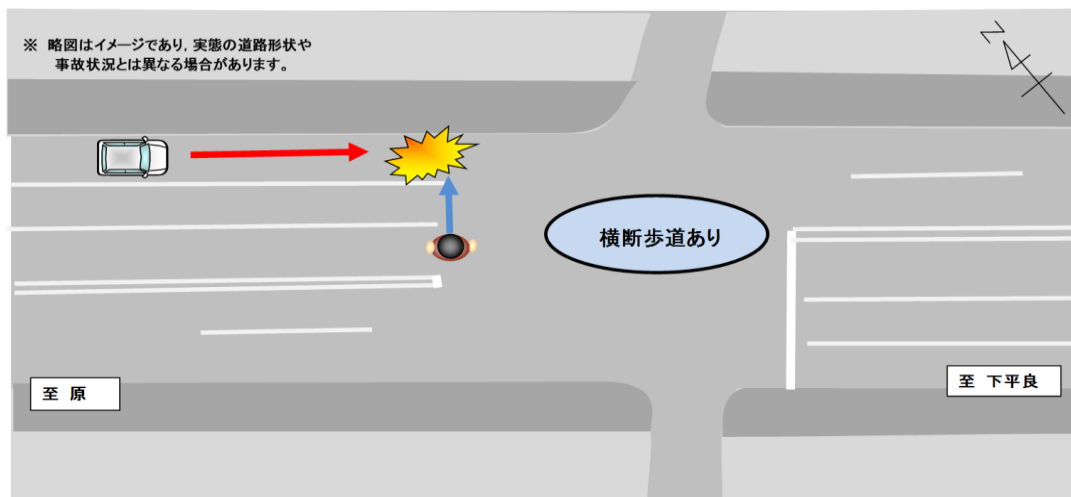 ※ 略図はイメージであり, 実態の道路形状や
事故状況とは異なる場合があります。
N
横断歩道あり
至 原
至 下平良